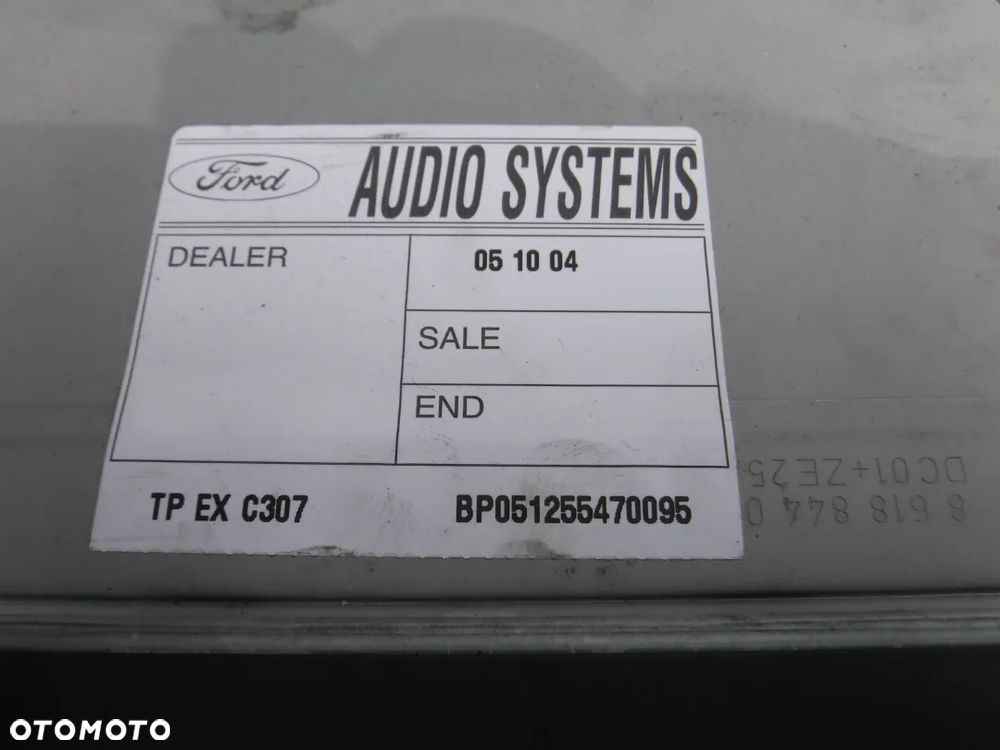 Ford AUDIO SYSTEMS
DEALER
05 10 04
SALE
END
TP EX C307 BP051255470095
8 618 844 0
DC01+ZE25
OTOMOTO